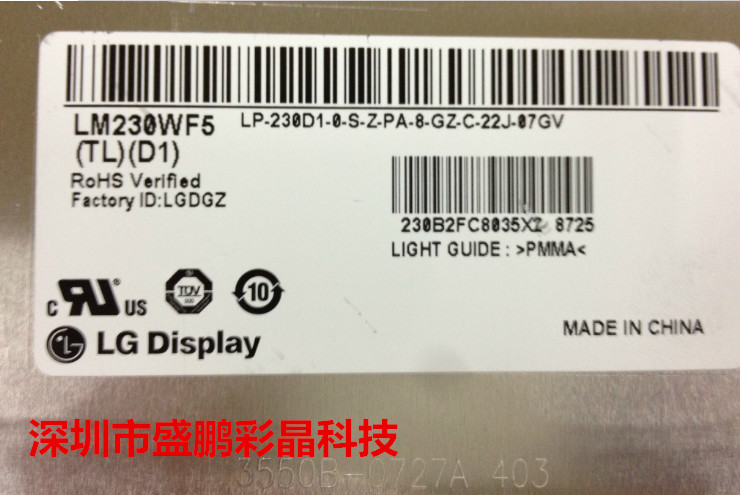 LM230WF5 LP-230D1-0-S-Z-PA-8-GZ-C-22J-07GV
(TL)(D1)
RoHS Verified
Factory ID:LGDGZ
230B2FC8035XZ 8725
LIGHT GUIDE : >PMMA<
c RU US TÜV 10
LG Display
MADE IN CHINA
深圳市盛鹏彩晶科技
3550B-0727A 403